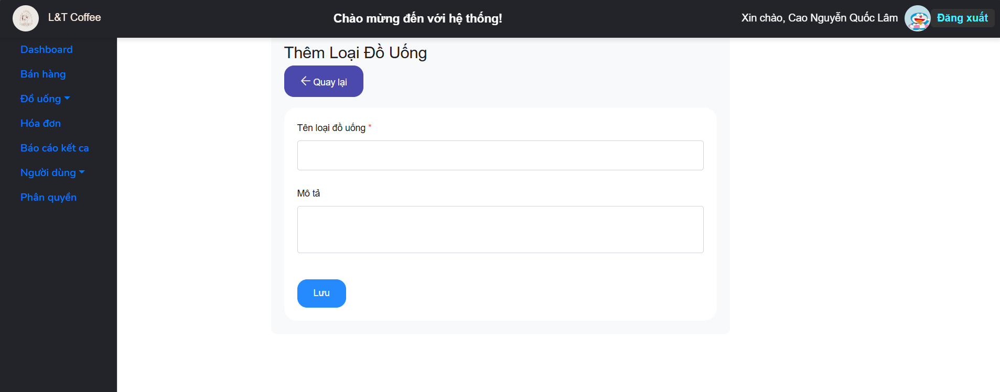 L&T Coffee
Chào mừng đến với hệ thống!
Xin chào, Cao Nguyễn Quốc Lâm
Đăng xuất
Dashboard
Bán hàng
Đồ uống
Hóa đơn
Báo cáo kết ca
Người dùng
Phân quyền
Thêm Loại Đồ Uống
Quay lại
Tên loại đồ uống *
Mô tả
Lưu